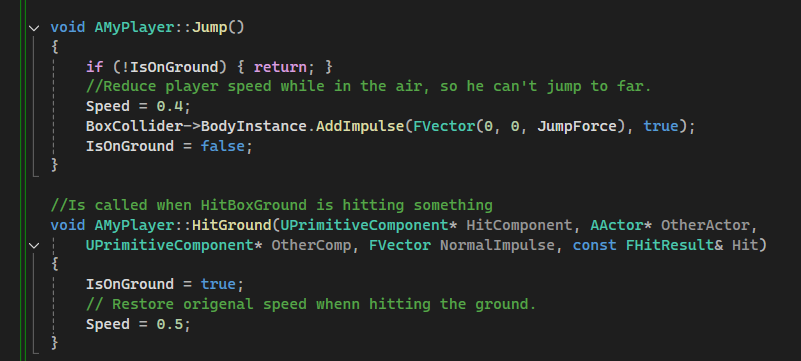 void AMyPlayer::Jump()
{
if (!IsOnGround) { return; }
//Reduce player speed while in the air, so he can't jump to far.
Speed = 0.4;
BoxCollider->BodyInstance.AddImpulse(FVector(0, 0, JumpForce), true);
IsOnGround = false;
}
//Is called when HitBoxGround is hitting something
void AMyPlayer::HitGround(UPrimitiveComponent* HitComponent, AActor* OtherActor,
UPrimitiveComponent* OtherComp, FVector NormalImpulse, const FHitResult& Hit)
{
IsOnGround = true;
// Restore origenal speed whenn hitting the ground.
Speed = 0.5;
}